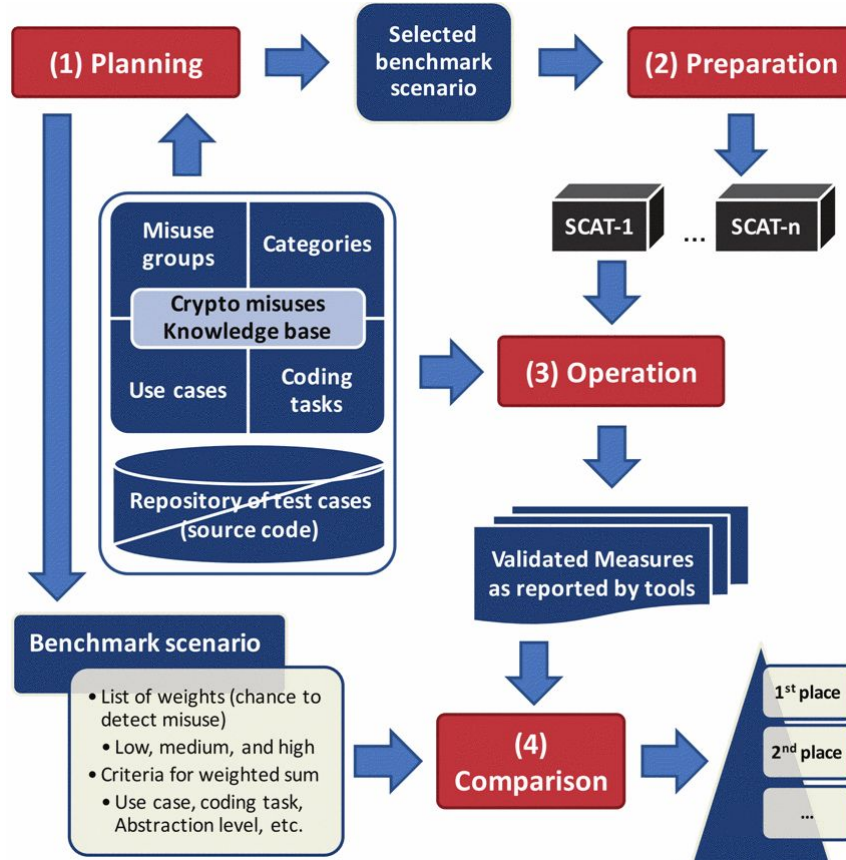 (1) Planning
Selected
benchmark
scenario
(2) Preparation
Misuse
groups
Categories
Crypto misuses
Knowledge base
Use cases
Coding
tasks
Repository of test cases
(source code)
SCAT-1
...
SCAT-n
(3) Operation
Validated Measures
as reported by tools
Benchmark scenario
• List of weights (chance to
detect misuse)
• Low, medium, and high
• Criteria for weighted sum
• Use case, coding task,
Abstraction level, etc.
(4)
Comparison
1st place
2nd place
...